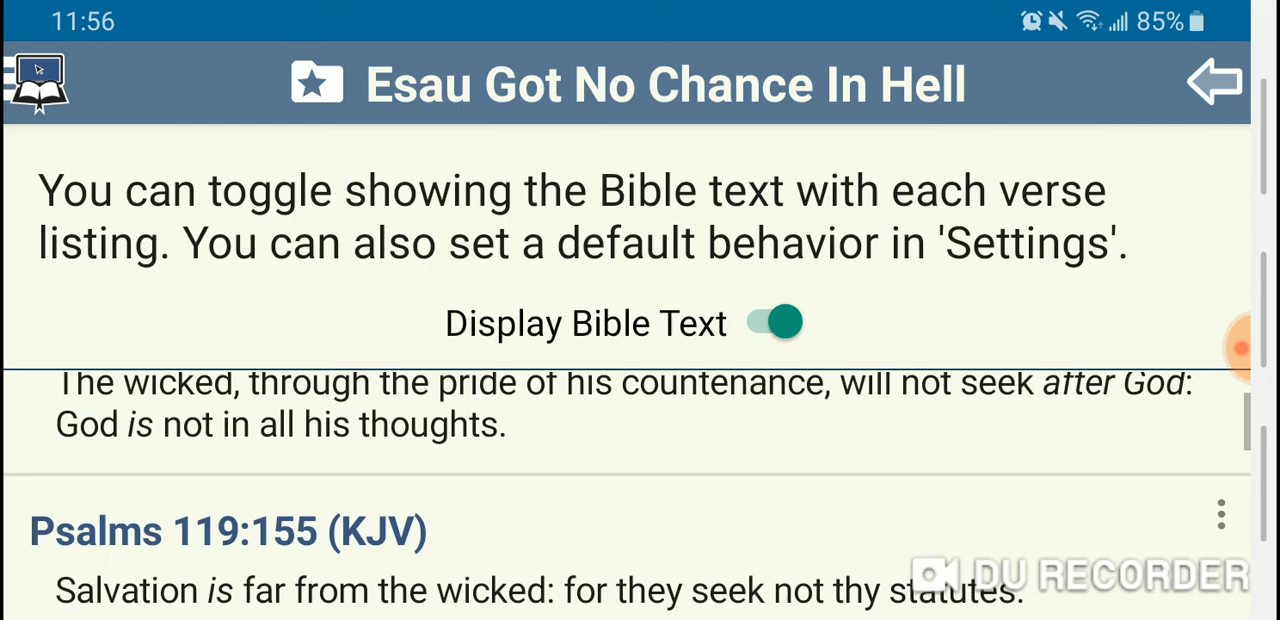 11:56
85%
Esau Got No Chance In Hell
You can toggle showing the Bible text with each verse
listing. You can also set a default behavior in 'Settings'.
Display Bible Text
The wicked, through the pride of his countenance, will not seek after God:
God is not in all his thoughts.
Psalms 119:155 (KJV)
Salvation is far from the wicked: for they seek not thy statutes.
DU RECORDER